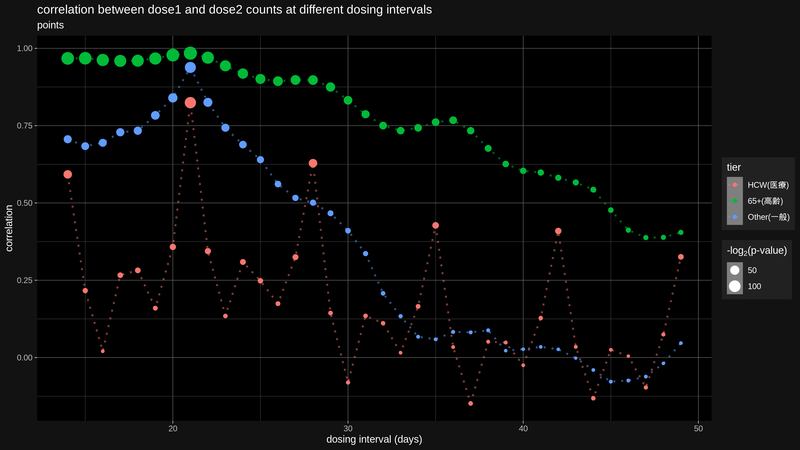 correlation between dose1 and dose2 counts at different dosing intervals
points
1.00
0.75
0.50
0.25
0.00
correlation
20
30
40
50
dosing interval (days)
tier
HCW(医療)
65+(高齢)
Other(一般)
-log2(p-value)
50
100